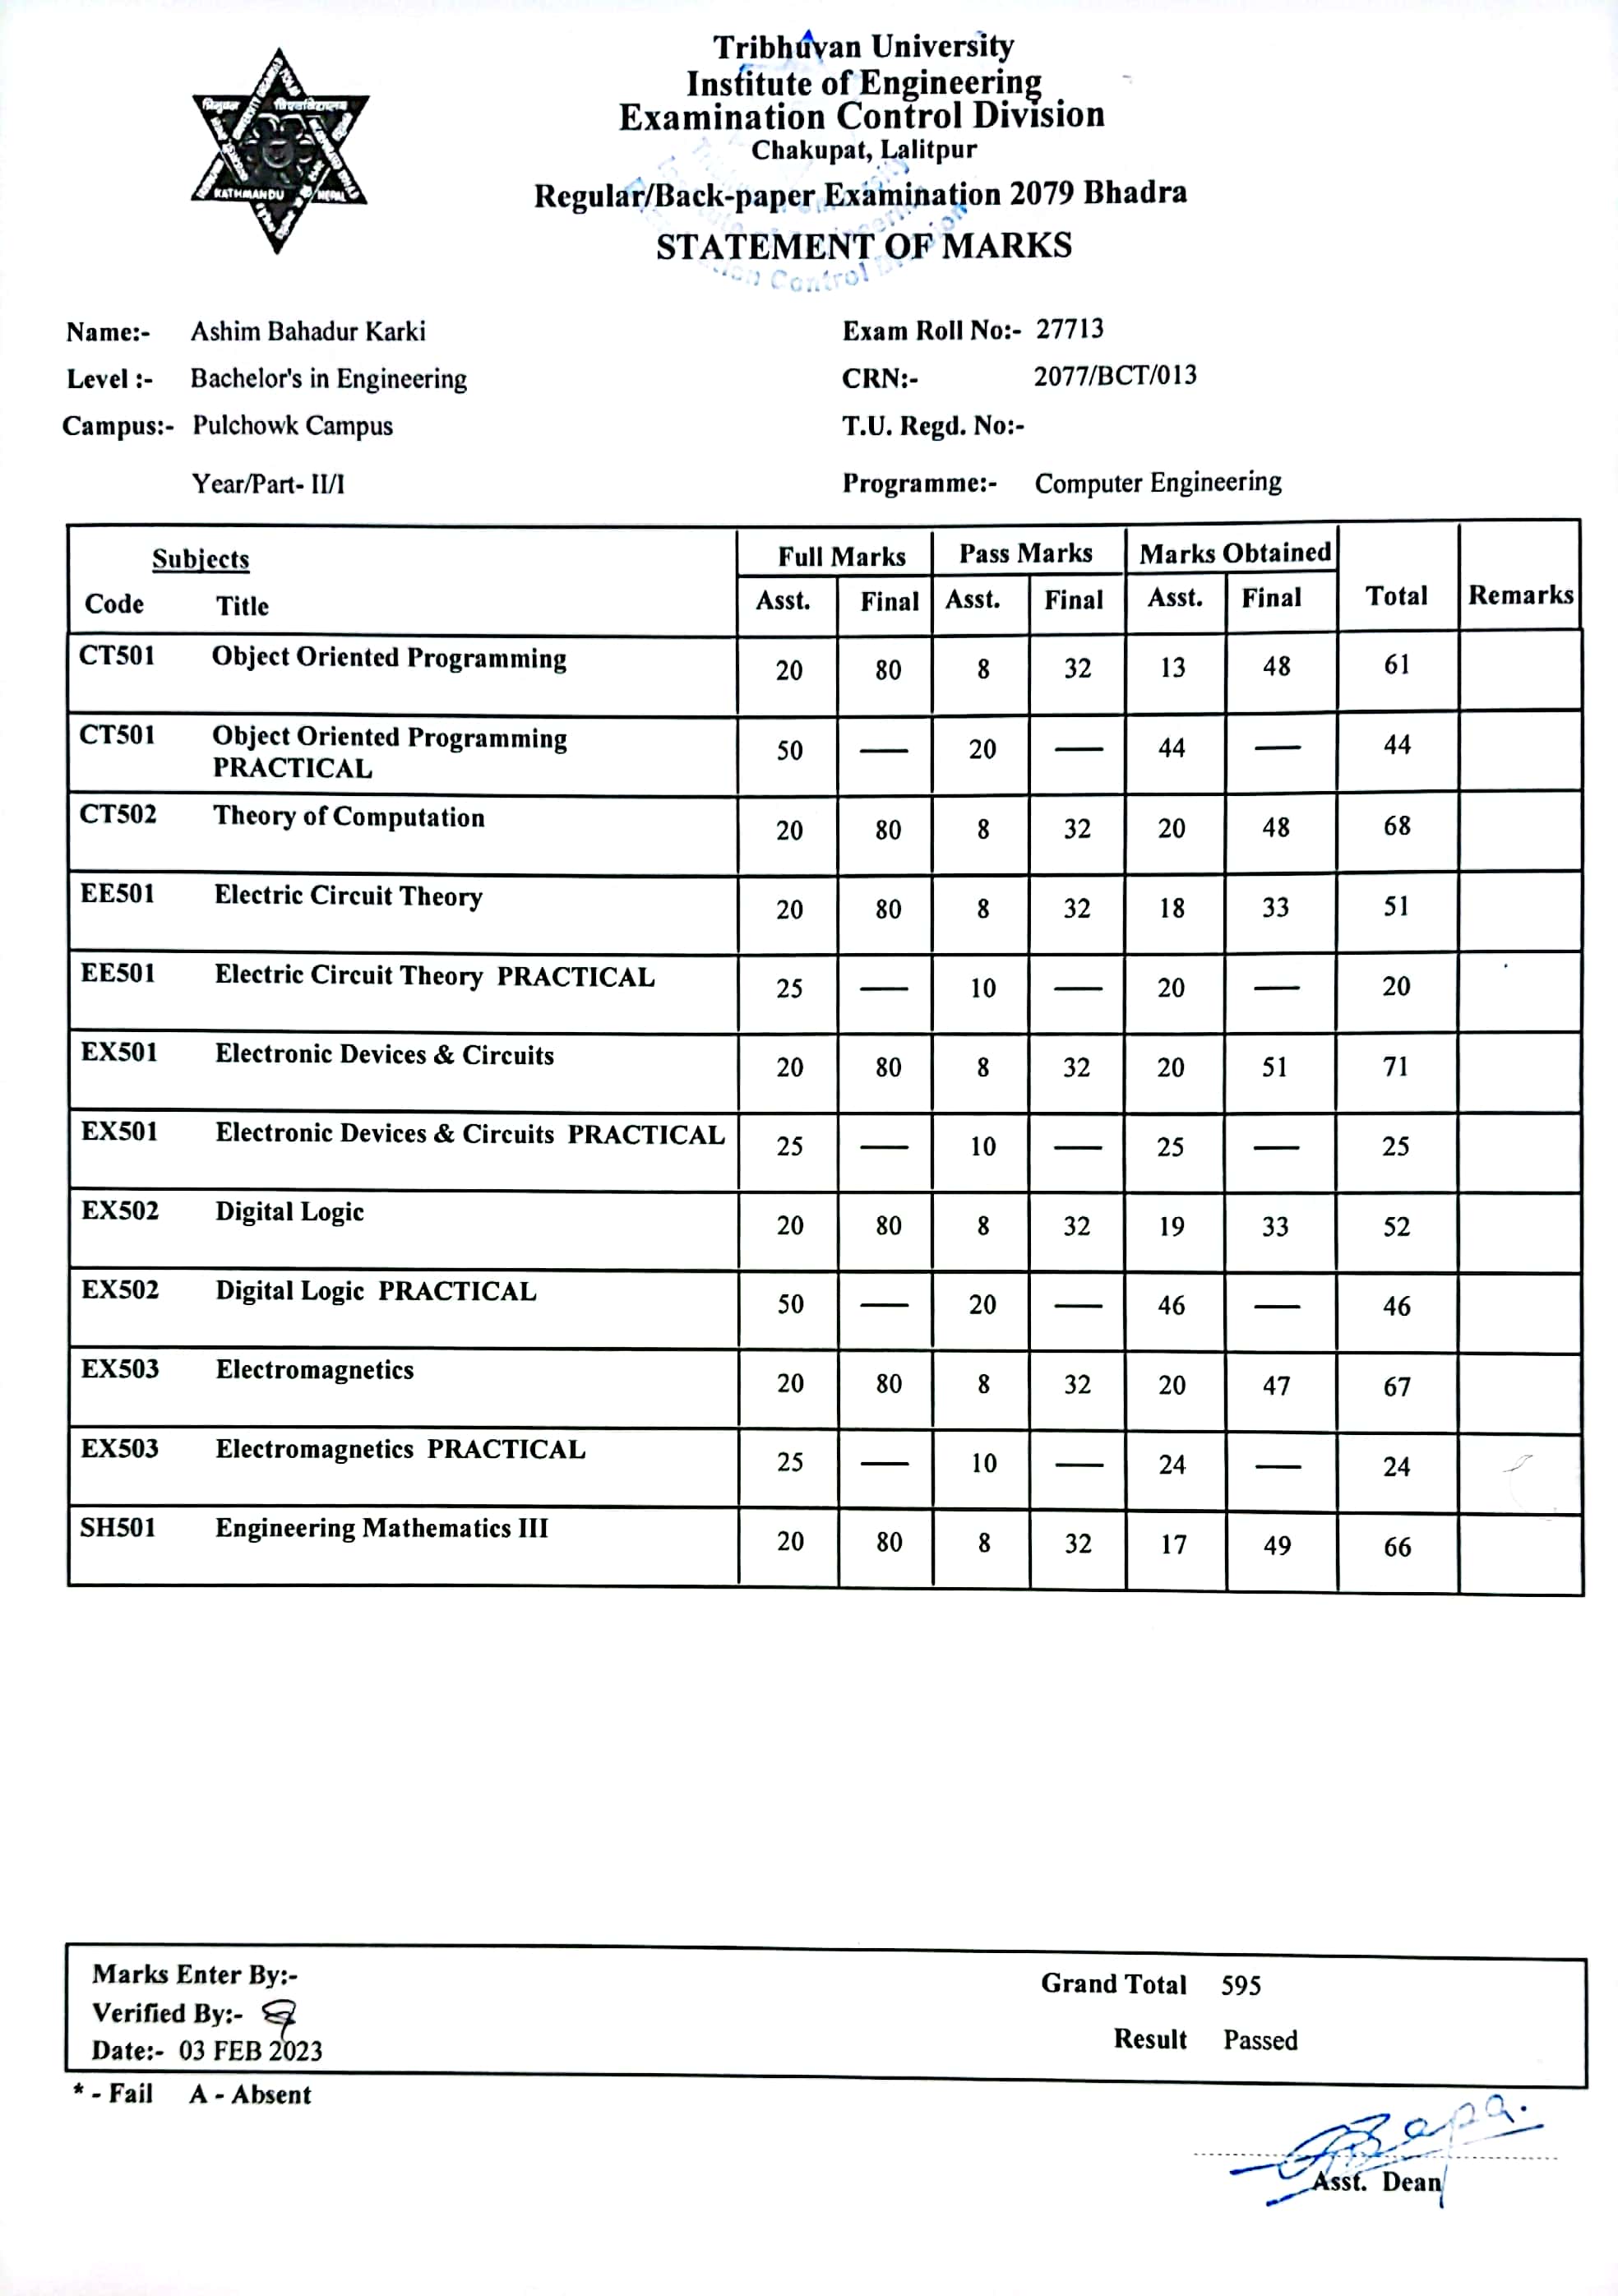 Tribhuvan University
Institute of Engineering
Examination Control Division
Chakupat, Lalitpur
Regular/Back-paper Examination 2079 Bhadra
STATEMENT OF MARKS
KATHMANDU NEPAL
Control Division
Name:- Ashim Bahadur Karki Exam Roll No:- 27713
Level :- Bachelor's in Engineering CRN:- 2077/BCT/013
Campus:- Pulchowk Campus T.U. Regd. No:-
Year/Part- II/I Programme:- Computer Engineering
Subjects Full Marks Pass Marks Marks Obtained
Code Title Asst. Final Asst. Final Asst. Final Total Remarks
CT501 Object Oriented Programming 20 80 8 32 13 48 61
CT501 Object Oriented Programming 50 — 20 — 44 — 44
PRACTICAL
CT502 Theory of Computation 20 80 8 32 20 48 68
EE501 Electric Circuit Theory 20 80 8 32 18 33 51
EE501 Electric Circuit Theory PRACTICAL 25 — 10 — 20 — 20
EX501 Electronic Devices & Circuits 20 80 8 32 20 51 71
EX501 Electronic Devices & Circuits PRACTICAL 25 — 10 — 25 — 25
EX502 Digital Logic 20 80 8 32 19 33 52
EX502 Digital Logic PRACTICAL 50 — 20 — 46 — 46
EX503 Electromagnetics 20 80 8 32 20 47 67
EX503 Electromagnetics PRACTICAL 25 — 10 — 24 — 24
SH501 Engineering Mathematics III 20 80 8 32 17 49 66
Marks Enter By:- Grand Total 595
Verified By:-
Date:- 03 FEB 2023 Result Passed
* - Fail A - Absent
Asst. Dean